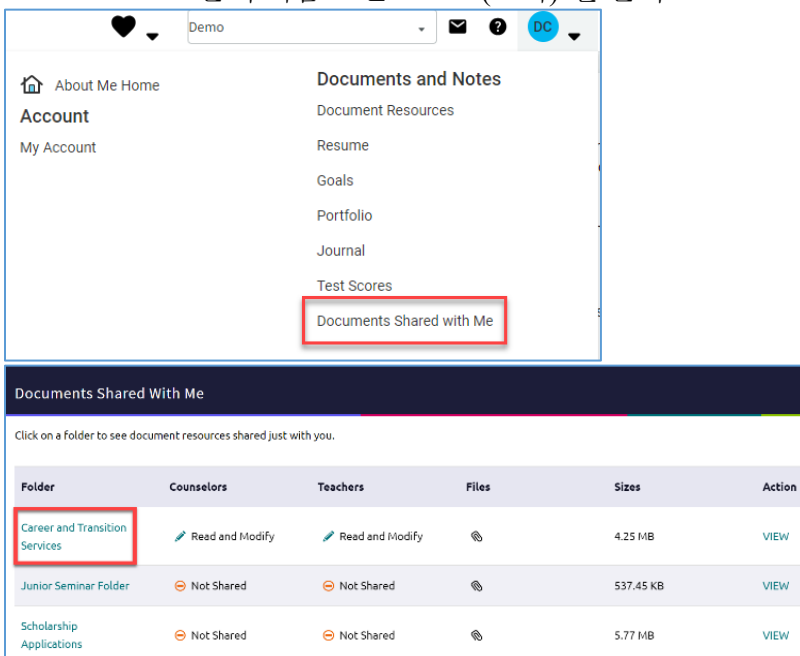 Demo
DC
About Me Home
Account
My Account
Documents and Notes
Document Resources
Resume
Goals
Portfolio
Journal
Test Scores
Documents Shared with Me
Documents Shared With Me
Click on a folder to see document resources shared just with you.
Folder Counselors Teachers Files Sizes Action
Career and Transition
Services
Read and Modify Read and Modify 4.25 MB VIEW
Junior Seminar Folder Not Shared Not Shared 537.45 KB VIEW
Scholarship
Applications
Not Shared Not Shared 5.77 MB VIEW